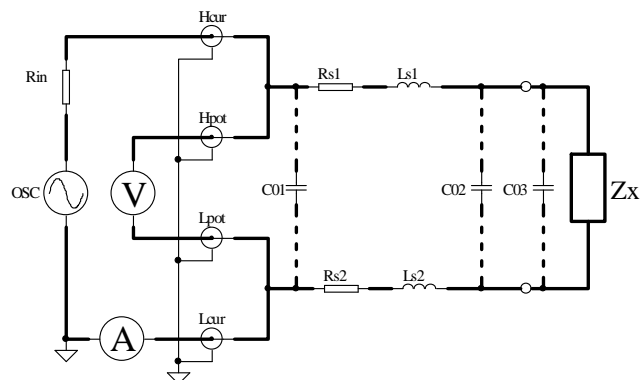 Hcur
Rin
Rs1
Ls1
Hpot
OSC
V
C01
C02
C03
Zx
Lpot
Rs2
Ls2
Lcur
A